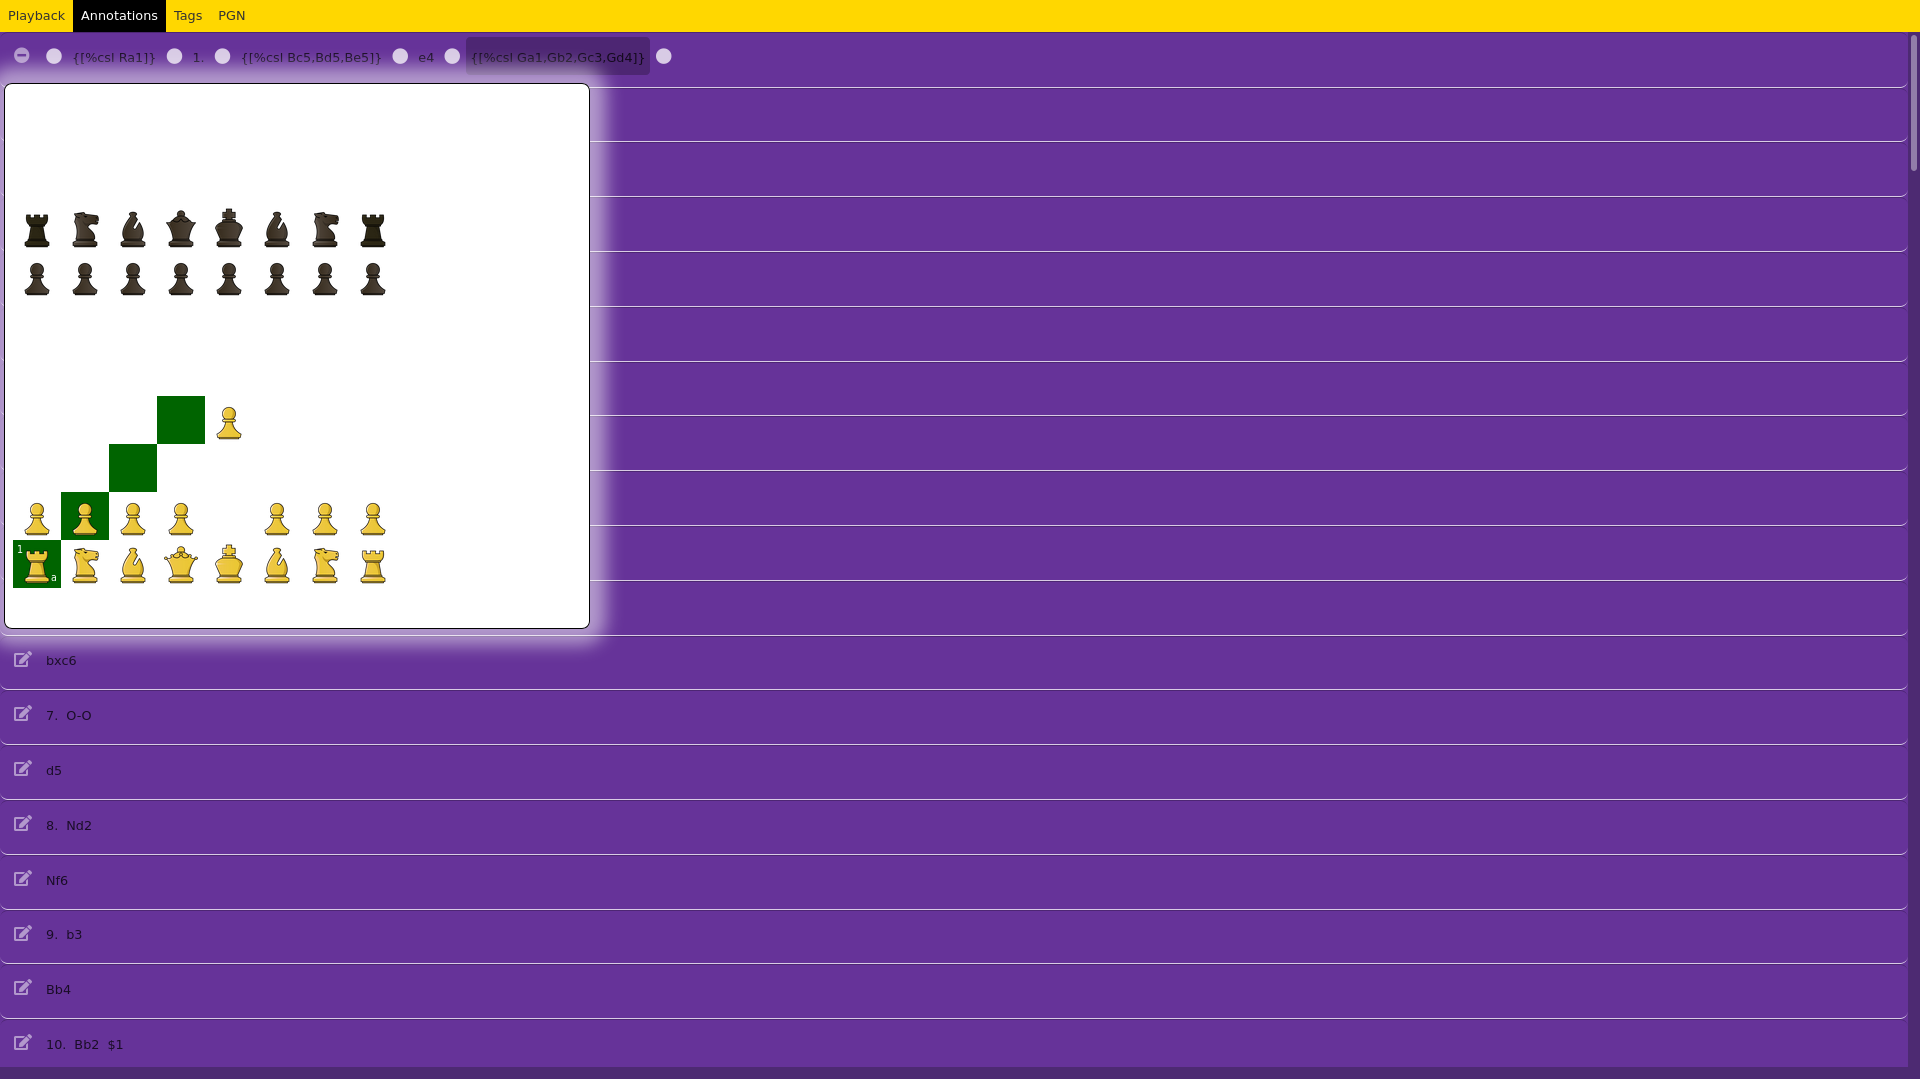 Playback Annotations Tags PGN
{[%csl Ra1]} 1. {[%csl Bc5,Bd5,Be5]} e4 {[%csl Ga1,Gb2,Gc3,Gd4]}
1
a
bxc6
7. O-O
d5
8. Nd2
Nf6
9. b3
Bb4
10. Bb2 $1